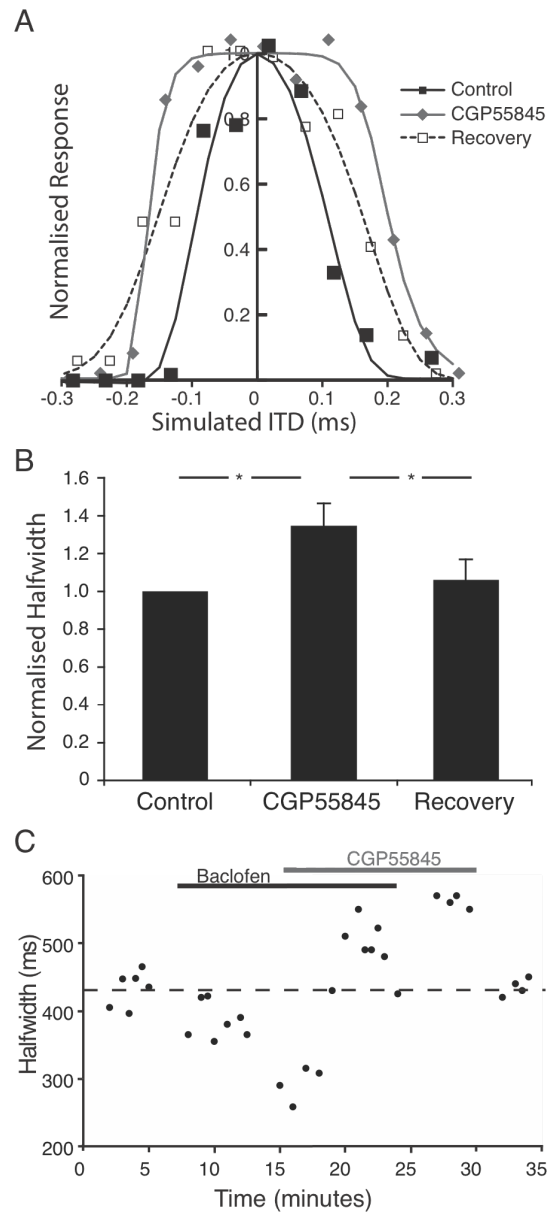 A
Normalised Response
1.0
0.8
0.6
0.4
0.2
-0.3 -0.2 -0.1 0 0.1 0.2 0.3
Simulated ITD (ms)
Control
CGP55845
Recovery
B
Normalised Halfwidth
1.6
1.4
1.2
1.0
0.8
0.6
0.4
0.2
0
* *
Control CGP55845 Recovery
C
CGP55845
Baclofen
Halfwidth (ms)
600
500
400
300
200
0 5 10 15 20 25 30 35
Time (minutes)